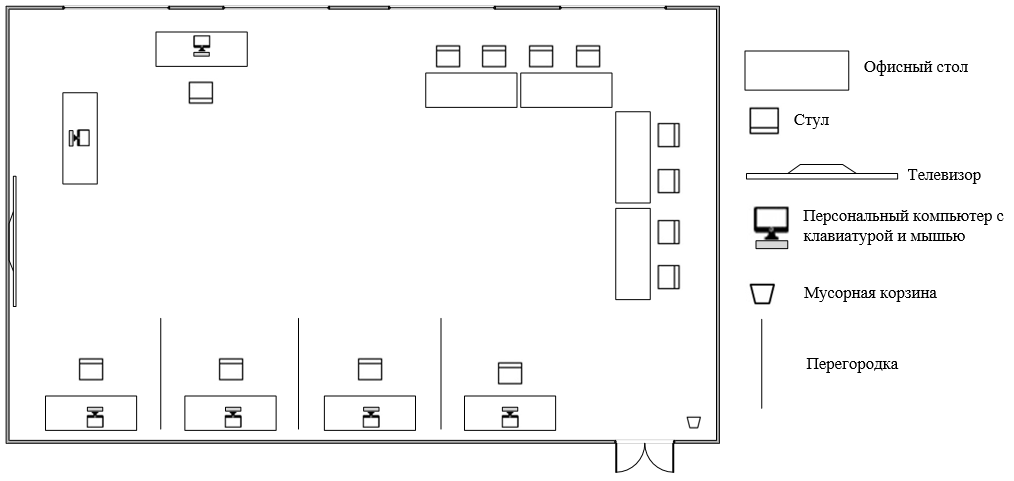 Офисный стол
Стул
Телевизор
Персональный компьютер с
клавиатурой и мышью
Мусорная корзина
Перегородка